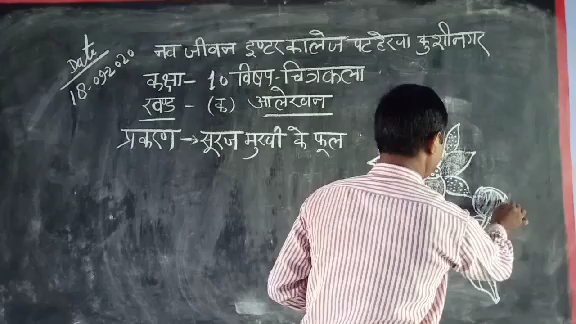 Date
18-09-2020
नव जीवन इण्टर कालेज पटहेरवा कुशीनगर
कक्षा- 10 विषय-चित्रकला
खण्ड - (क) आलेखन
प्रकरण → सूरज मुखी के फूल